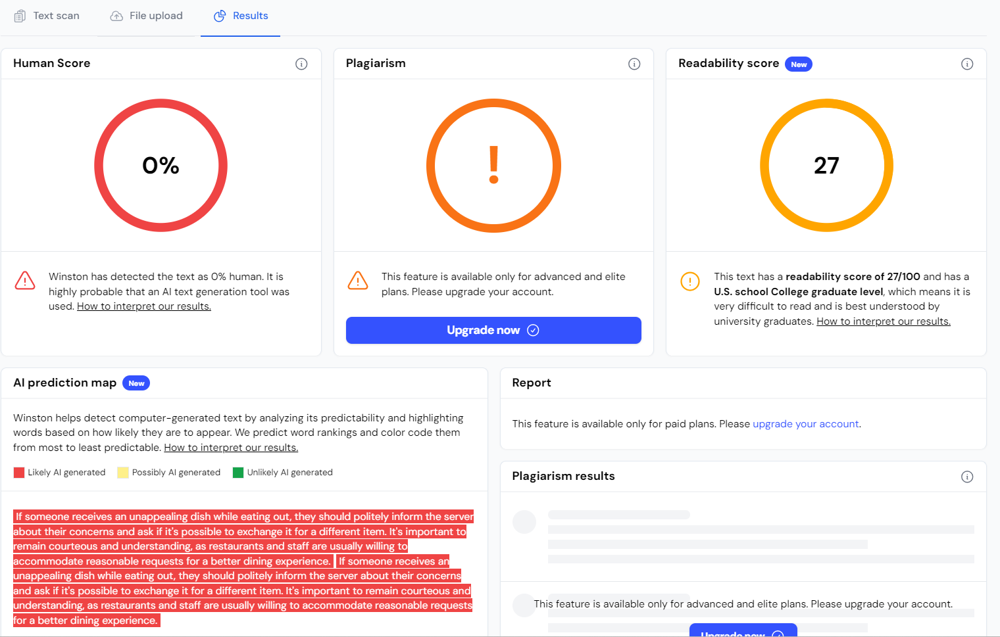 Text scan
File upload
Results
Human Score
0%
Winston has detected the text as 0% human. It is
highly probable that an AI text generation tool was
used. How to interpret our results.
Plagiarism
!
This feature is available only for advanced and elite
plans. Please upgrade your account.
Upgrade now
Readability score New
27
This text has a readability score of 27/100 and has a
U.S. school College graduate level, which means it is
very difficult to read and is best understood by
university graduates. How to interpret our results.
AI prediction map New
Winston helps detect computer-generated text by analyzing its predictability and highlighting
words based on how likely they are to appear. We predict word rankings and color code them
from most to least predictable. How to interpret our results.
Likely AI generated
Possibly AI generated
Unlikely AI generated
If someone receives an unappealing dish while eating out, they should politely inform the server
about their concerns and ask if it's possible to exchange it for a different item. It's important to
remain courteous and understanding, as restaurants and staff are usually willing to
accommodate reasonable requests for a better dining experience. If someone receives an
unappealing dish while eating out, they should politely inform the server about their concerns
and ask if it's possible to exchange it for a different item. It's important to remain courteous and
understanding, as restaurants and staff are usually willing to accommodate reasonable requests
for a better dining experience.
Report
This feature is available only for paid plans. Please upgrade your account.
Plagiarism results
This feature is available only for advanced and elite plans. Please upgrade your account.
Upgrade now